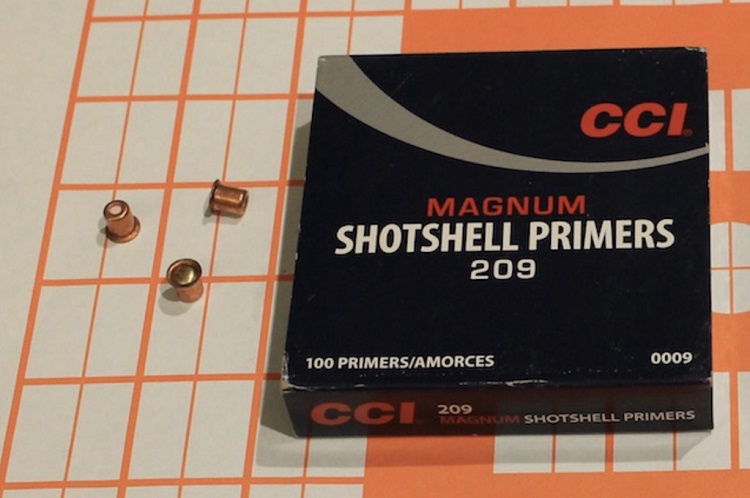 CCI
MAGNUM
SHOTSHELL PRIMERS
209
100 PRIMERS/AMORCES 0009
CCI 209
MAGNUM SHOTSHELL PRIMERS